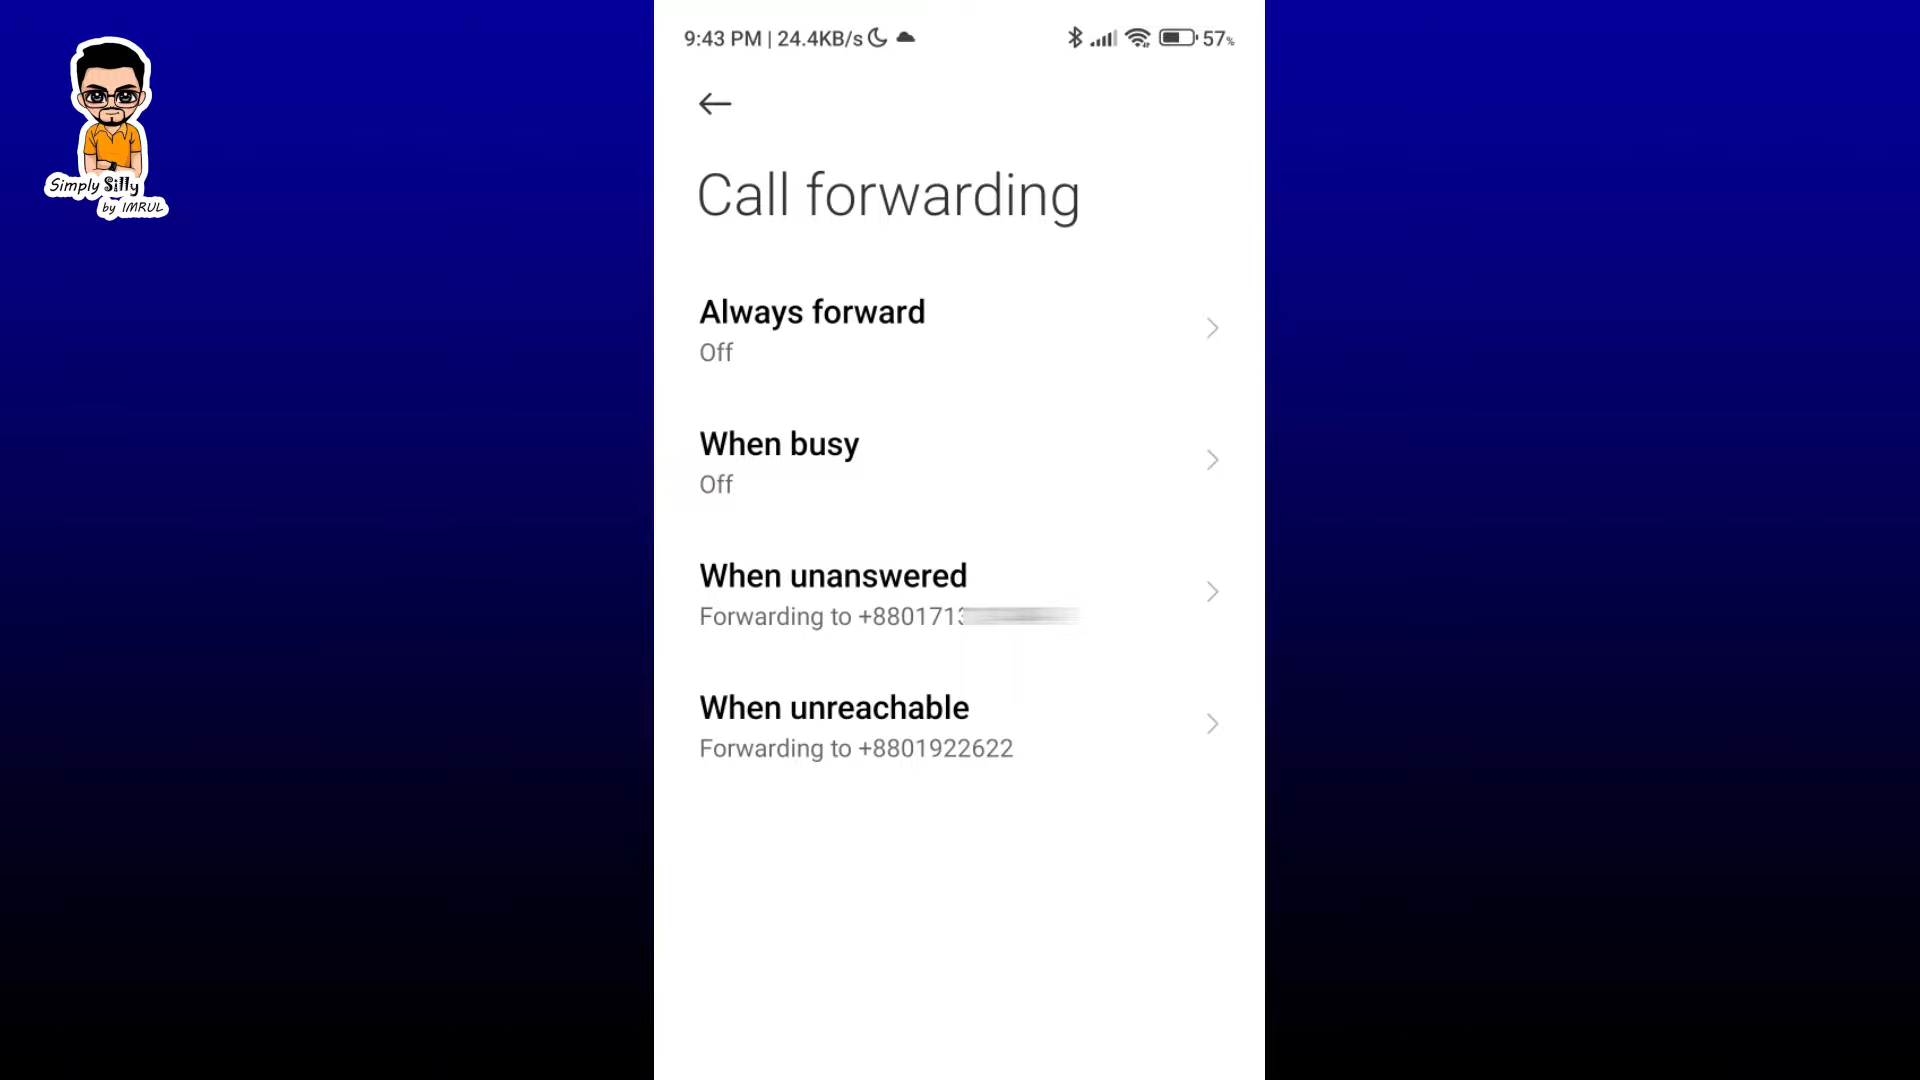 Simply Silly
by IMRUL
9:43 PM | 24.4KB/s
57%
Call forwarding
Always forward
Off
When busy
Off
When unanswered
Forwarding to +880171
When unreachable
Forwarding to +8801922622